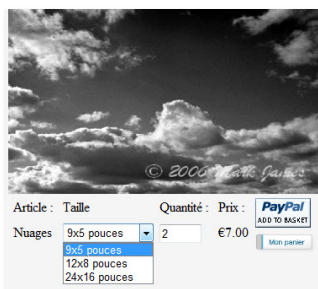 © 2006 Mark James
Article : Taille Quantité : Prix : PayPal
ADD TO BASKET
Nuages 9x5 pouces 2 €7.00 Mon panier
9x5 pouces
12x8 pouces
24x16 pouces